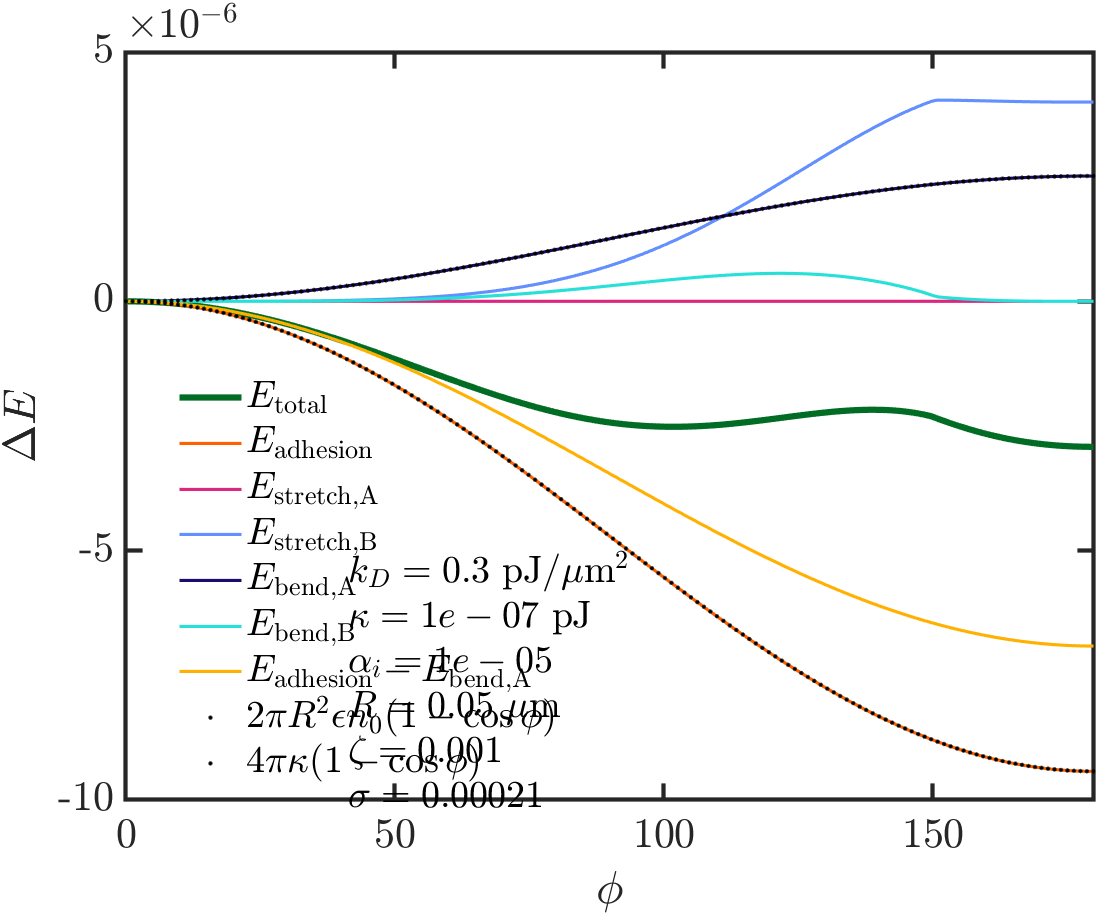 ×10⁻⁶
5
0
-5
-10
0
50
100
150
ΔE
ϕ
E_total
E_adhesion
E_stretch,A
E_stretch,B
E_bend,A
E_bend,B
E_adhesion − E_bend,A
2πR²ϵn₀(1 − cos ϕ)
4πκ(1 − cos ϕ)
k_D = 0.3 pJ/μm²
κ = 1e − 07 pJ
α_i = 1e − 05
R = 0.05 μm
ζ = 0.001
σ = 0.00021